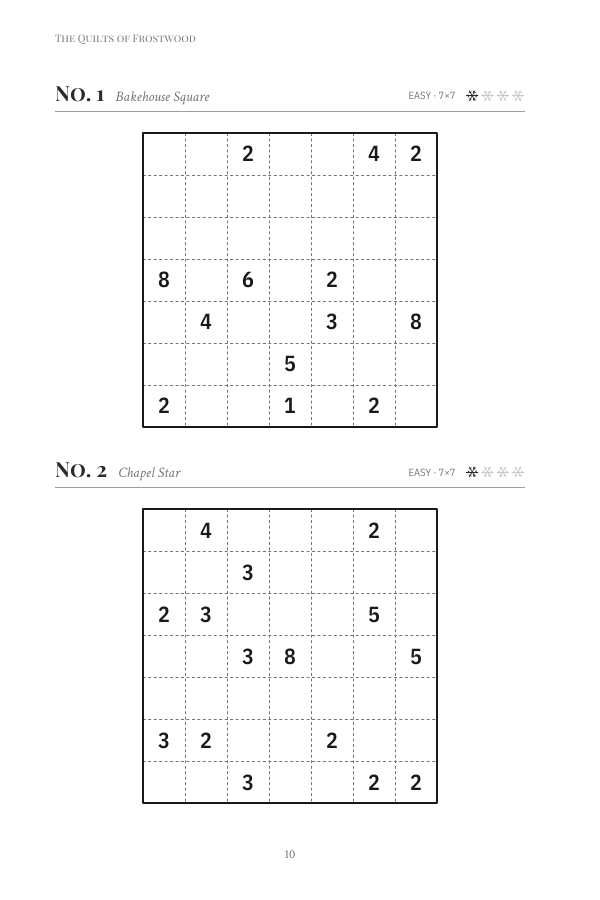 The Quilts of Frostwood
No. 1 Bakehouse Square EASY · 7×7
2 4 2
8 6 2
4 3 8
5
2 1 2
No. 2 Chapel Star EASY · 7×7
4 2
3
2 3 5
3 8 5
3 2 2
3 2 2
10